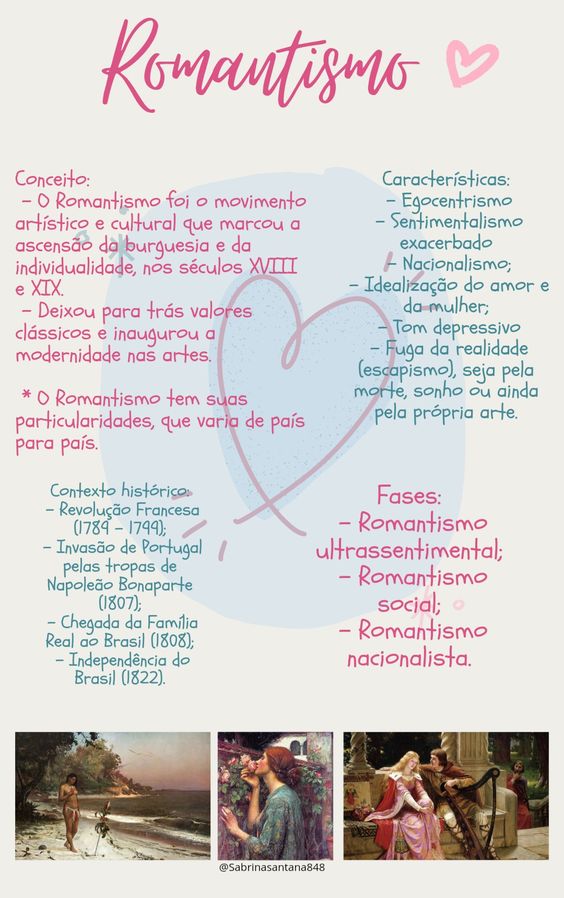 Romantismo
Conceito:
- O Romantismo foi o movimento
artístico e cultural que marcou a
ascensão da burguesia e da
individualidade, nos séculos XVIII
e XIX.
- Deixou para trás valores
clássicos e inaugurou a
modernidade nas artes.
* O Romantismo tem suas
particularidades, que varia de país
para país.
Características:
- Egocentrismo
- Sentimentalismo
exacerbado
- Nacionalismo;
- Idealização do amor e
da mulher;
- Tom depressivo
- Fuga da realidade
(escapismo), seja pela
morte, sonho ou ainda
pela própria arte.
Contexto histórico:
- Revolução Francesa
(1789 - 1799);
- Invasão de Portugal
pelas tropas de
Napoleão Bonaparte
(1807);
- Chegada da Família
Real ao Brasil (1808);
- Independência do
Brasil (1822).
Fases:
- Romantismo
ultrassentimental;
- Romantismo
social;
- Romantismo
nacionalista.
@Sabrinasantana848